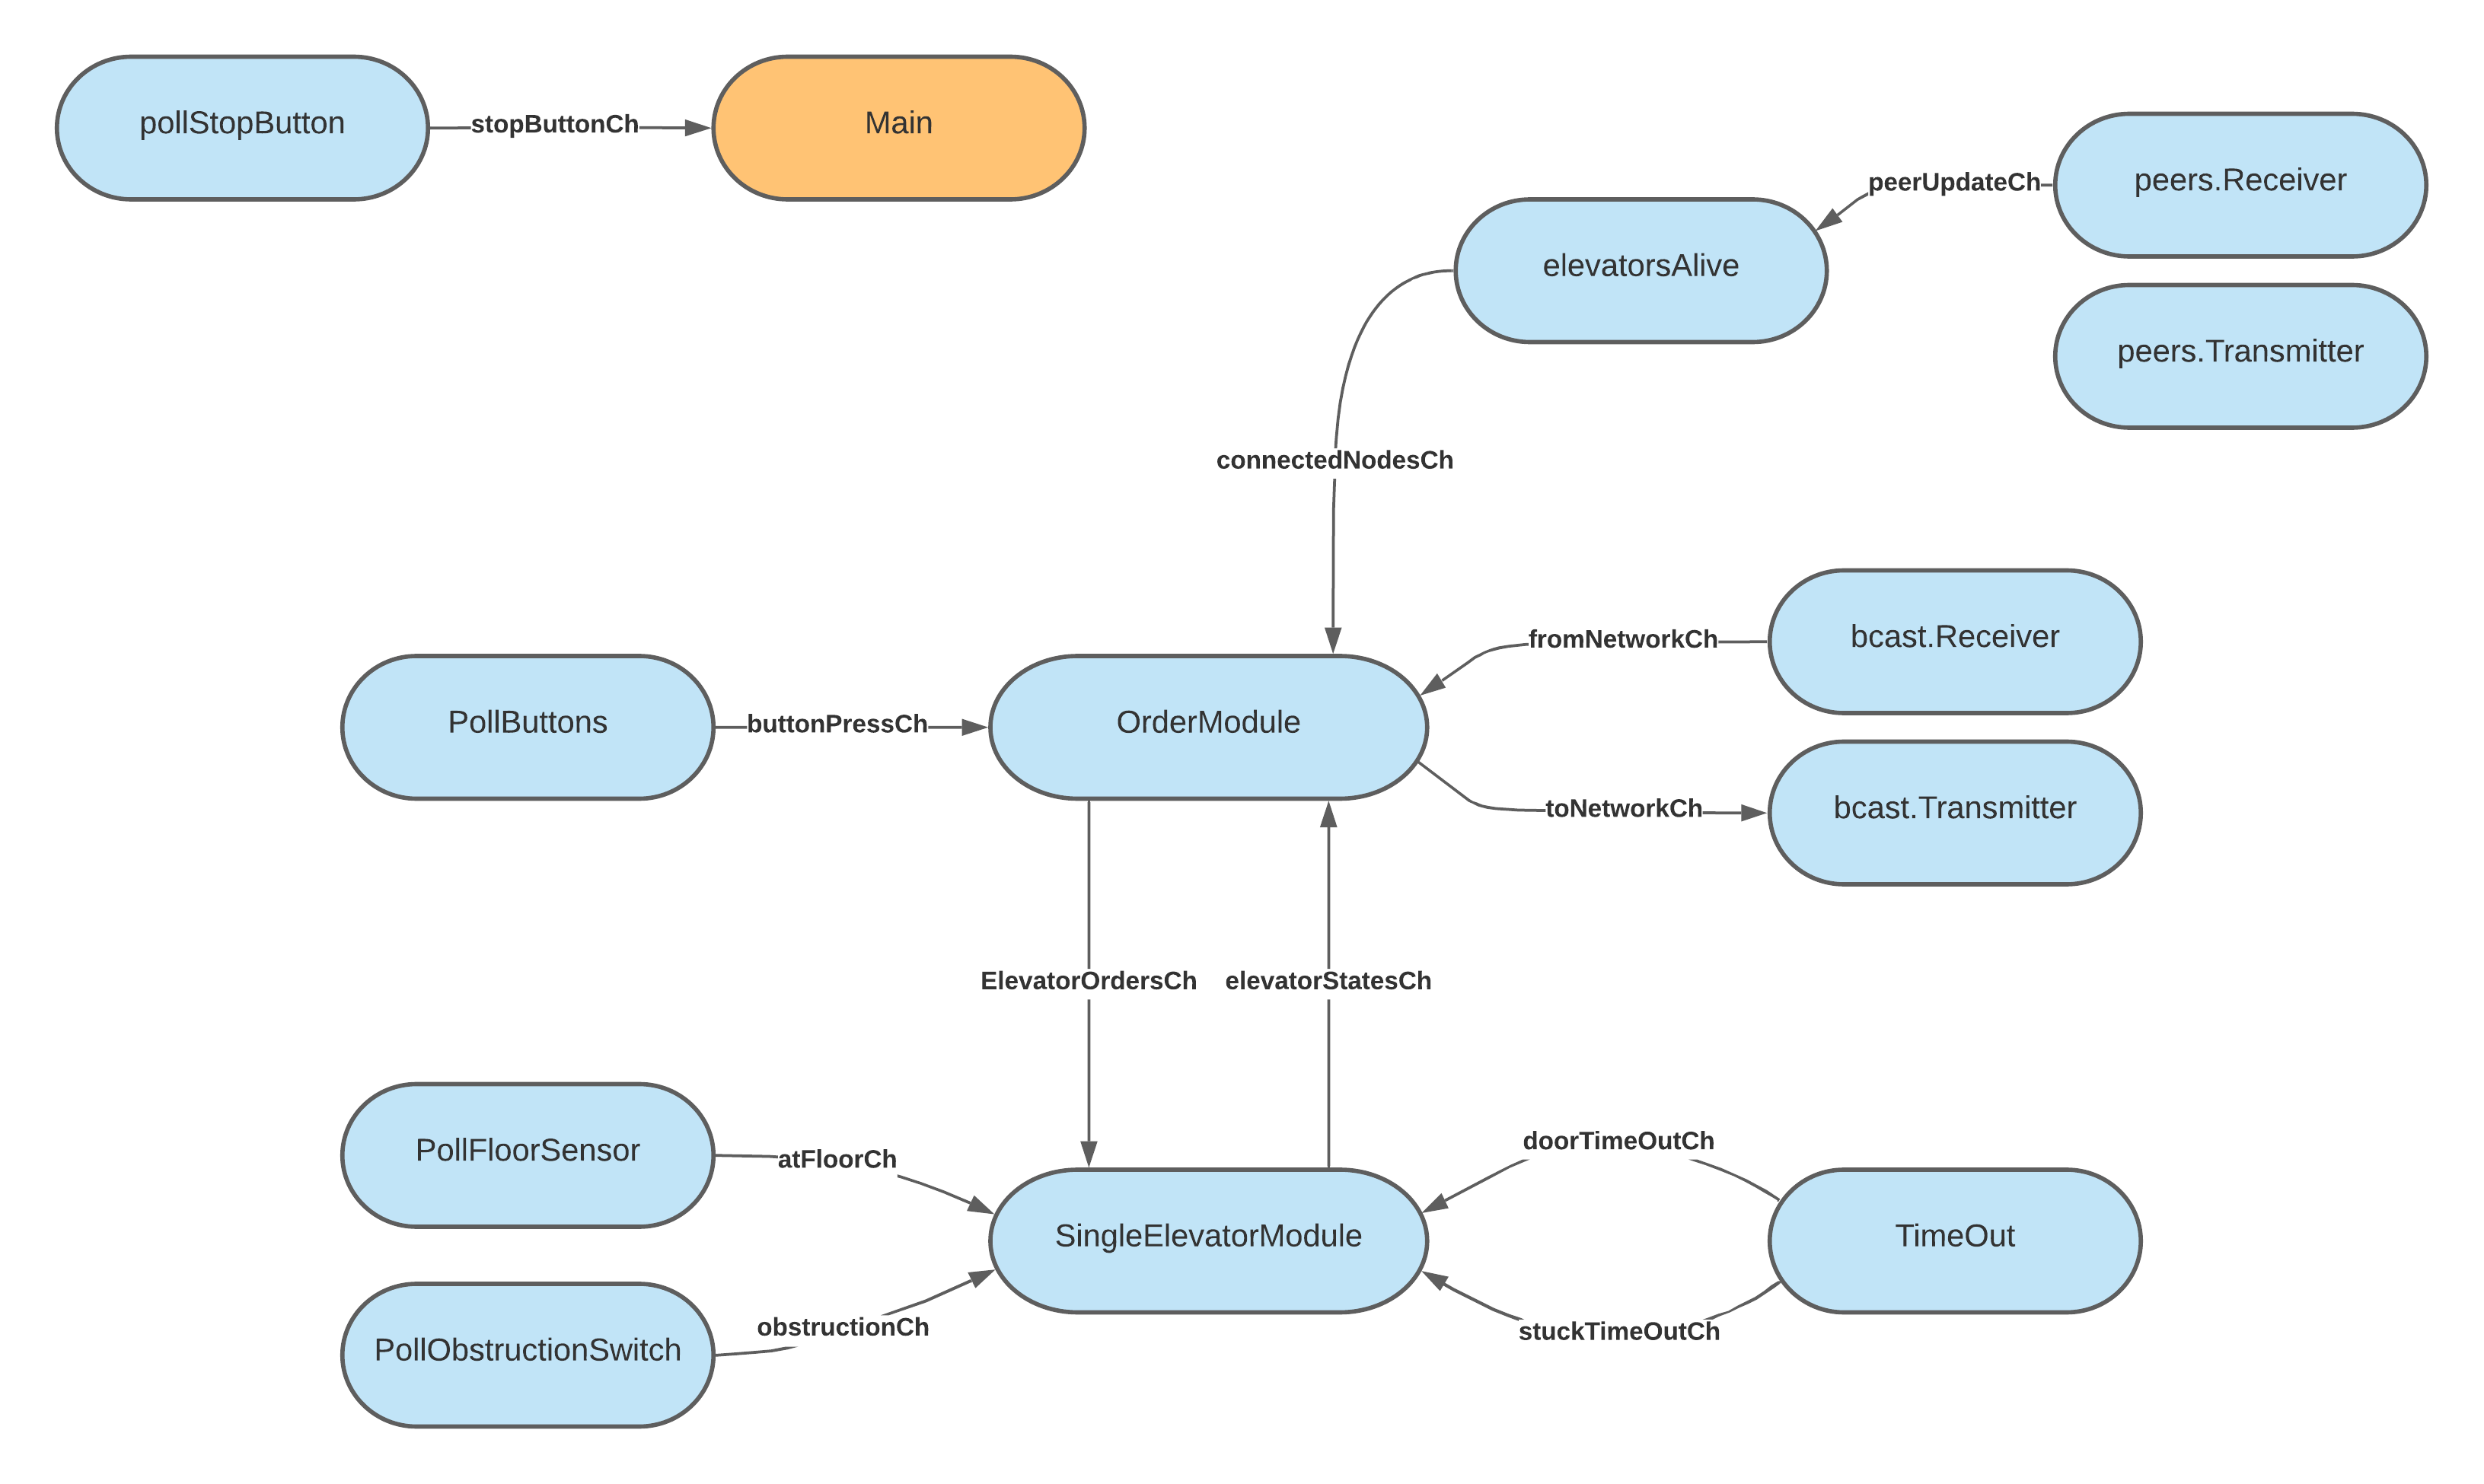 pollStopButton
stopButtonCh
Main
peerUpdateCh
peers.Receiver
elevatorsAlive
peers.Transmitter
connectedNodesCh
fromNetworkCh
bcast.Receiver
PollButtons
buttonPressCh
OrderModule
toNetworkCh
bcast.Transmitter
ElevatorOrdersCh
elevatorStatesCh
PollFloorSensor
atFloorCh
doorTimeOutCh
SingleElevatorModule
TimeOut
PollObstructionSwitch
obstructionCh
stuckTimeOutCh